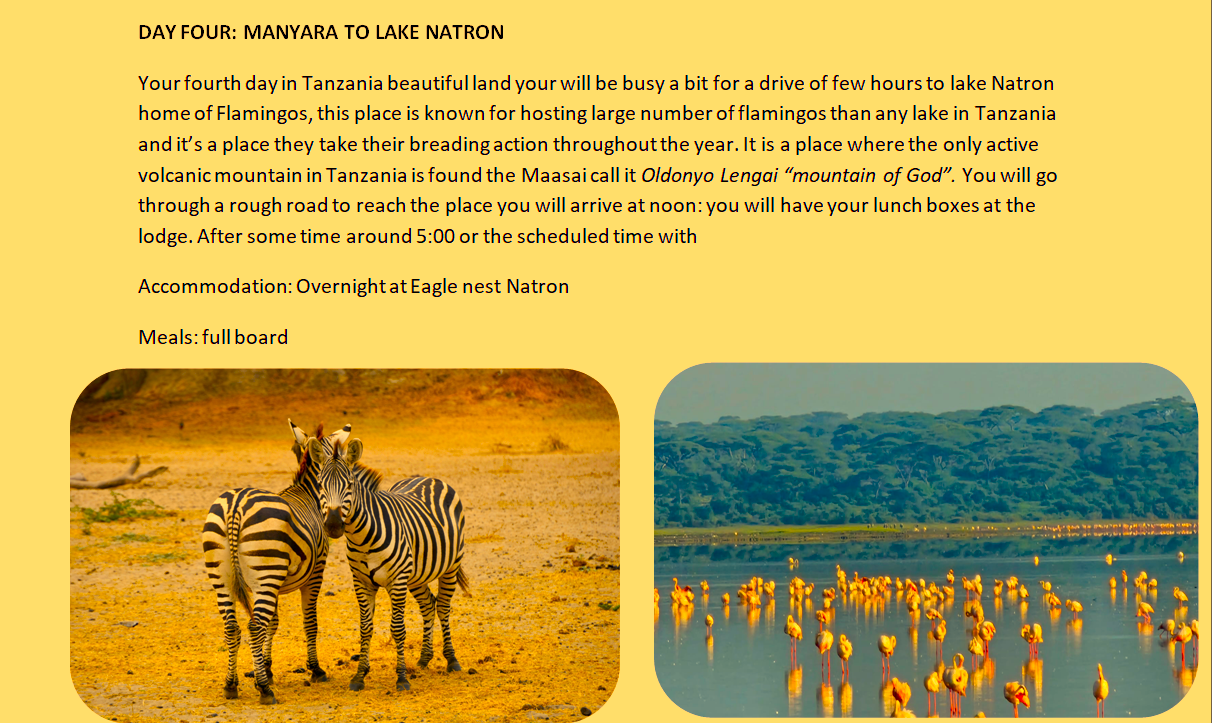 DAY FOUR: MANYARA TO LAKE NATRON
Your fourth day in Tanzania beautiful land your will be busy a bit for a drive of few hours to lake Natron
home of Flamingos, this place is known for hosting large number of flamingos than any lake in Tanzania
and it’s a place they take their breading action throughout the year. It is a place where the only active
volcanic mountain in Tanzania is found the Maasai call it Oldonyo Lengai “mountain of God”. You will go
through a rough road to reach the place you will arrive at noon: you will have your lunch boxes at the
lodge. After some time around 5:00 or the scheduled time with
Accommodation: Overnight at Eagle nest Natron
Meals: full board